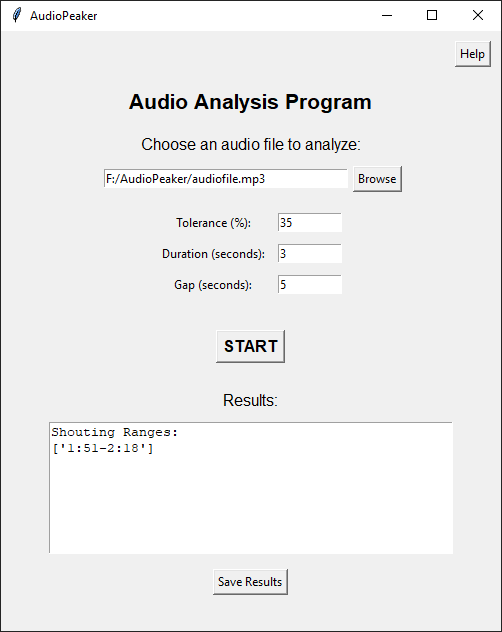 AudioPeaker
Help
Audio Analysis Program
Choose an audio file to analyze:
F:/AudioPeaker/audiofile.mp3 Browse
Tolerance (%): 35
Duration (seconds): 3
Gap (seconds): 5
START
Results:
Shouting Ranges:
['1:51-2:18']
Save Results